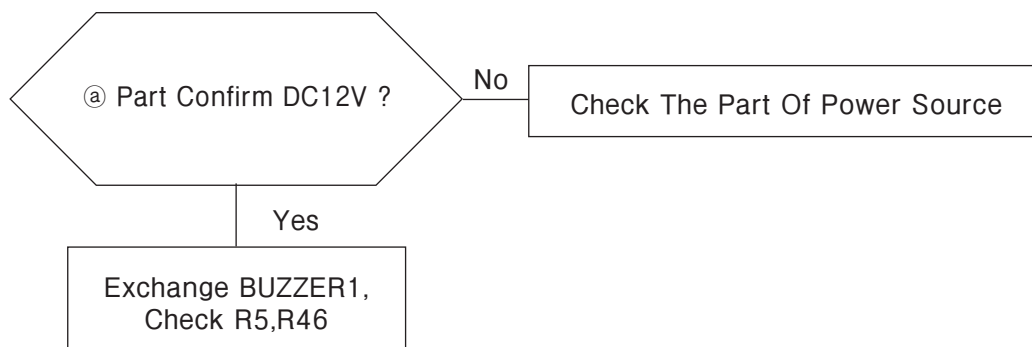 ⓐ Part Confirm DC12V ?
No
Check The Part Of Power Source
Yes
Exchange BUZZER1,
Check R5,R46